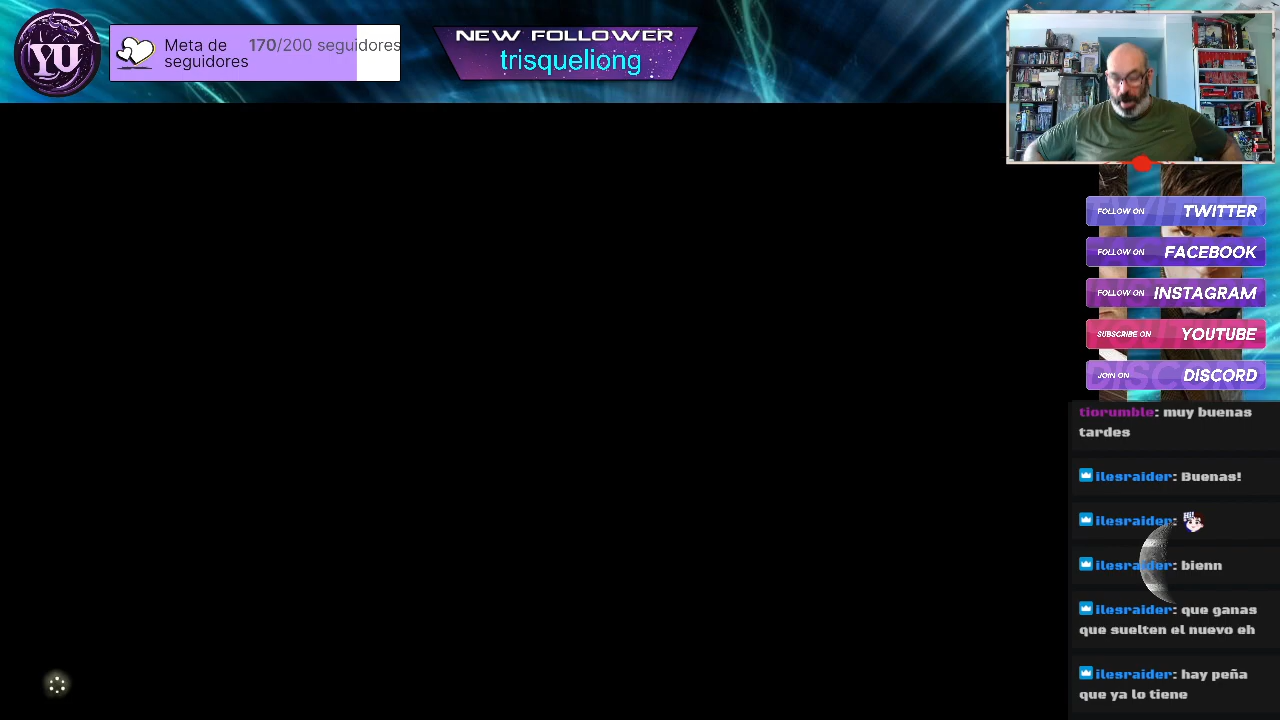 YU
Meta de
seguidores
170/200 seguidores
NEW FOLLOWER
trisqueliong
FOLLOW ON TWITTER
FOLLOW ON FACEBOOK
FOLLOW ON INSTAGRAM
SUBSCRIBE ON YOUTUBE
JOIN ON DISCORD
tiorumble: muy buenas
tardes
ilesraider: Buenas!
ilesraider:
ilesraider: bienn
ilesraider: que ganas
que suelten el nuevo eh
ilesraider: hay peña
que ya lo tiene